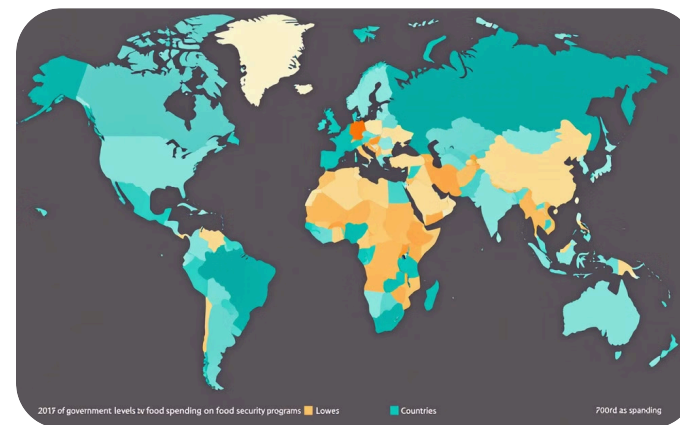 2017 of government levels tv food spending on food security programs Lowes Countries 700rd as spanding